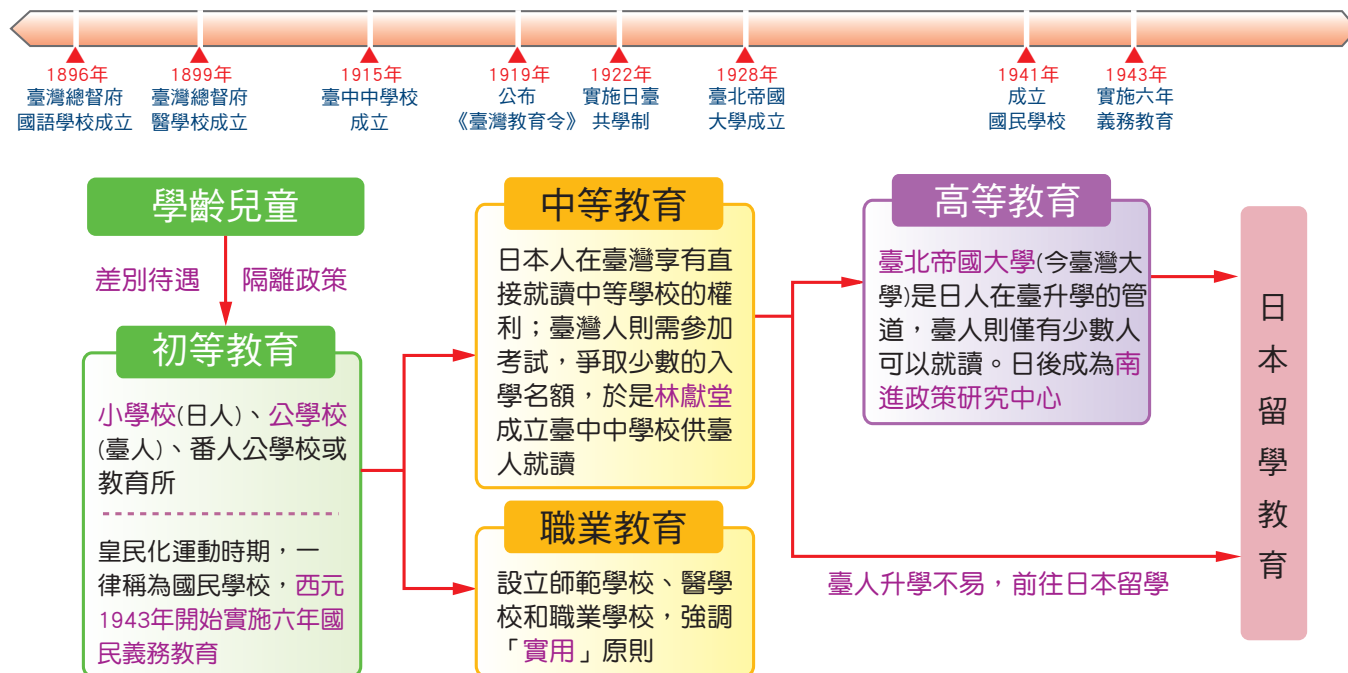 1896年
臺灣總督府
國語學校成立
1899年
臺灣總督府
醫學校成立
1915年
臺中中學校
成立
1919年
公布
《臺灣教育令》
1922年
實施日臺
共學制
1928年
臺北帝國
大學成立
1941年
成立
國民學校
1943年
實施六年
義務教育
學齡兒童
差別待遇
隔離政策
初等教育
小學校(日人)、公學校
(臺人)、番人公學校或
教育所
皇民化運動時期，一
律稱為國民學校，西元
1943年開始實施六年國
民義務教育
中等教育
日本人在臺灣享有直
接就讀中等學校的權
利；臺灣人則需參加
考試，爭取少數的入
學名額，於是林獻堂
成立臺中中學校供臺
人就讀
職業教育
設立師範學校、醫學
校和職業學校，強調
「實用」原則
高等教育
臺北帝國大學(今臺灣大
學)是日人在臺升學的管
道，臺人則僅有少數人
可以就讀。日後成為南
進政策研究中心
臺人升學不易，前往日本留學
日本留學教育